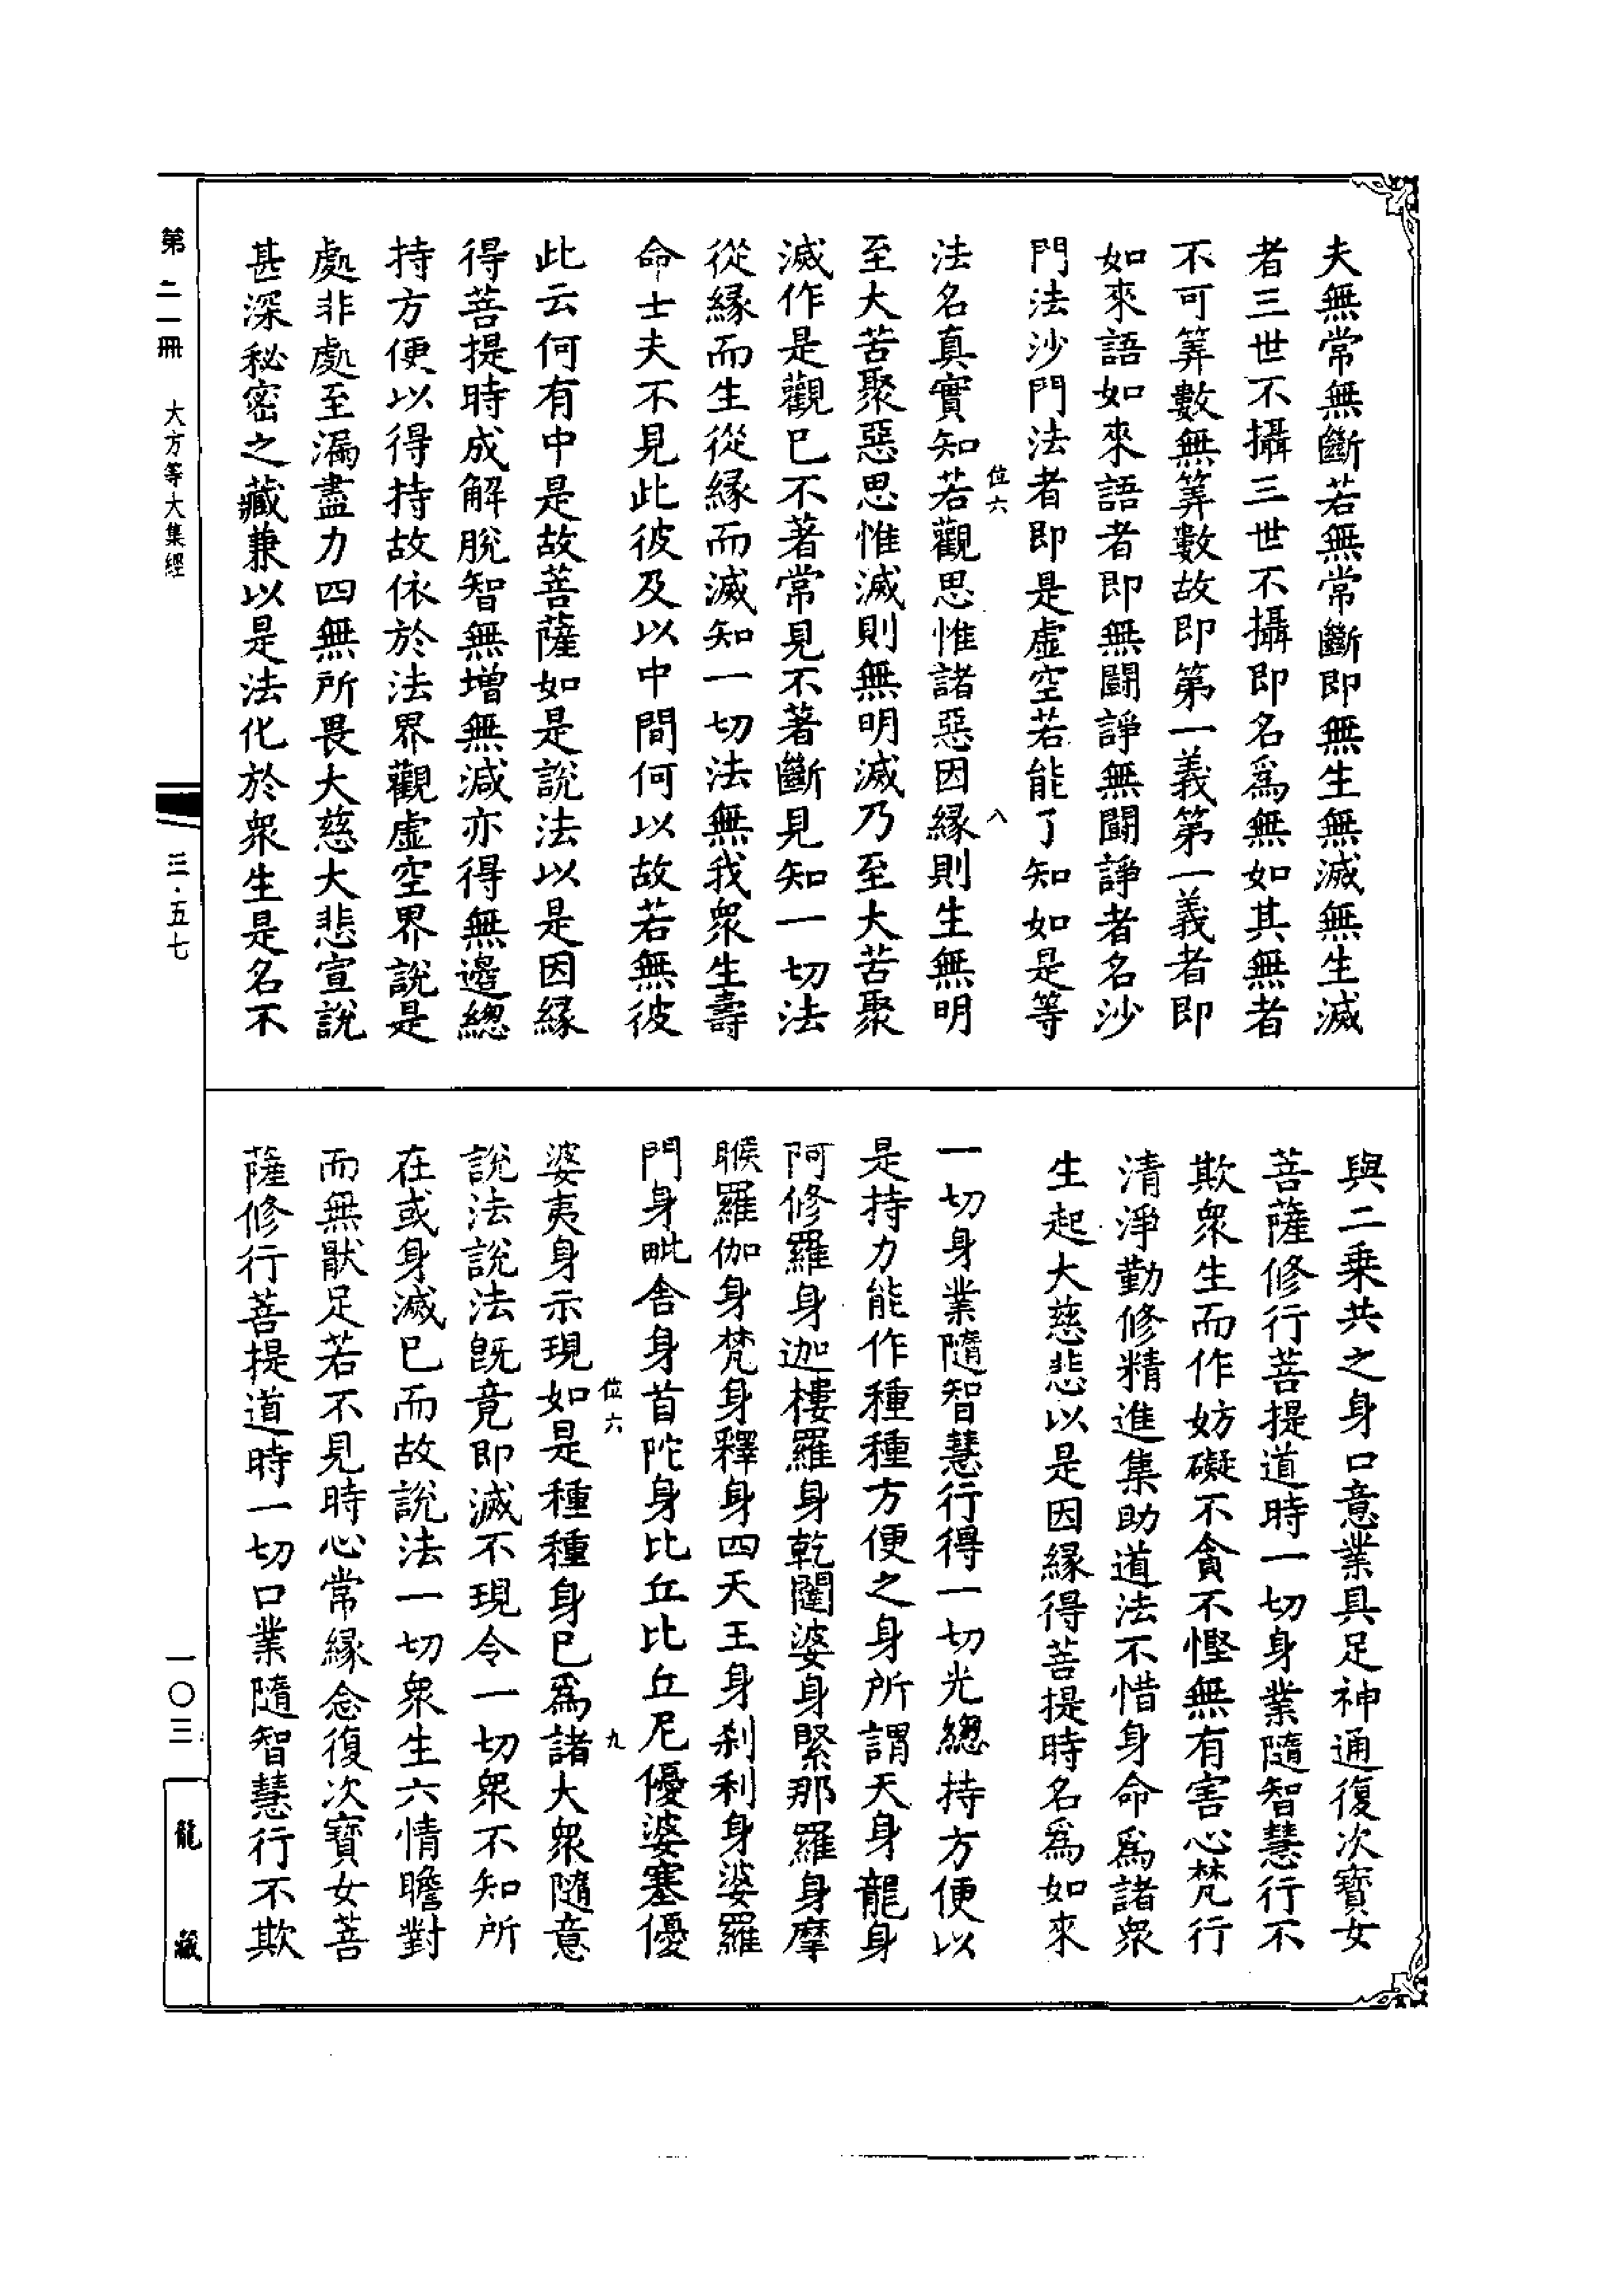 夫無常無斷若無常斷即無生無滅無生滅
者三世不攝三世不攝即名爲無如其無者
不可筭數無筭數故即第一義第一義者即
如來語如來語者即無鬪諍無鬪諍者名沙
門法沙門法者即是虛空若能了知如是等
位六
八
法名真實知若觀思惟諸惡因縁則生無明
至大苦聚惡思惟滅則無明滅乃至大苦聚
滅作是觀已不著常見不著斷見知一切法
從縁而生從縁而滅知一切法無我衆生壽
命士夫不見此彼及以中間何以故若無彼
此云何有中是故菩薩如是說法以是因縁
得菩提時成解脫智無增無減亦得無邊總
持方便以得持故依於法界觀虛空界說是
處非處至漏盡力四無所畏大慈大悲宣說
甚深秘密之藏兼以是法化於衆生是名不
與二乘共之身口意業具足神通復次寶女
菩薩修行菩提道時一切身業隨智慧行不
欺衆生而作妨礙不貪不慳無有害心梵行
清淨勤修精進集助道法不惜身命爲諸衆
生起大慈悲以是因縁得菩提時名爲如來
一切身業隨智慧行得一切光總持方便以
是持力能作種種方便之身所謂天身龍身
阿修羅身迦樓羅身乾闥婆身緊那羅身摩
睺羅伽身梵身釋身四天王身刹利身婆羅
門身毗舍身首陀身比丘比丘尼優婆塞優
位六
九
婆夷身示現如是種種身已爲諸大衆隨意
說法說法旣竟即滅不現令一切衆不知所
在或身滅已而故說法一切衆生六情瞻對
而無猒足若不見時心常縁念復次寶女菩
薩修行菩提道時一切口業隨智慧行不欺
第二一冊 大方等大集經
三·五七
一〇三
龍藏